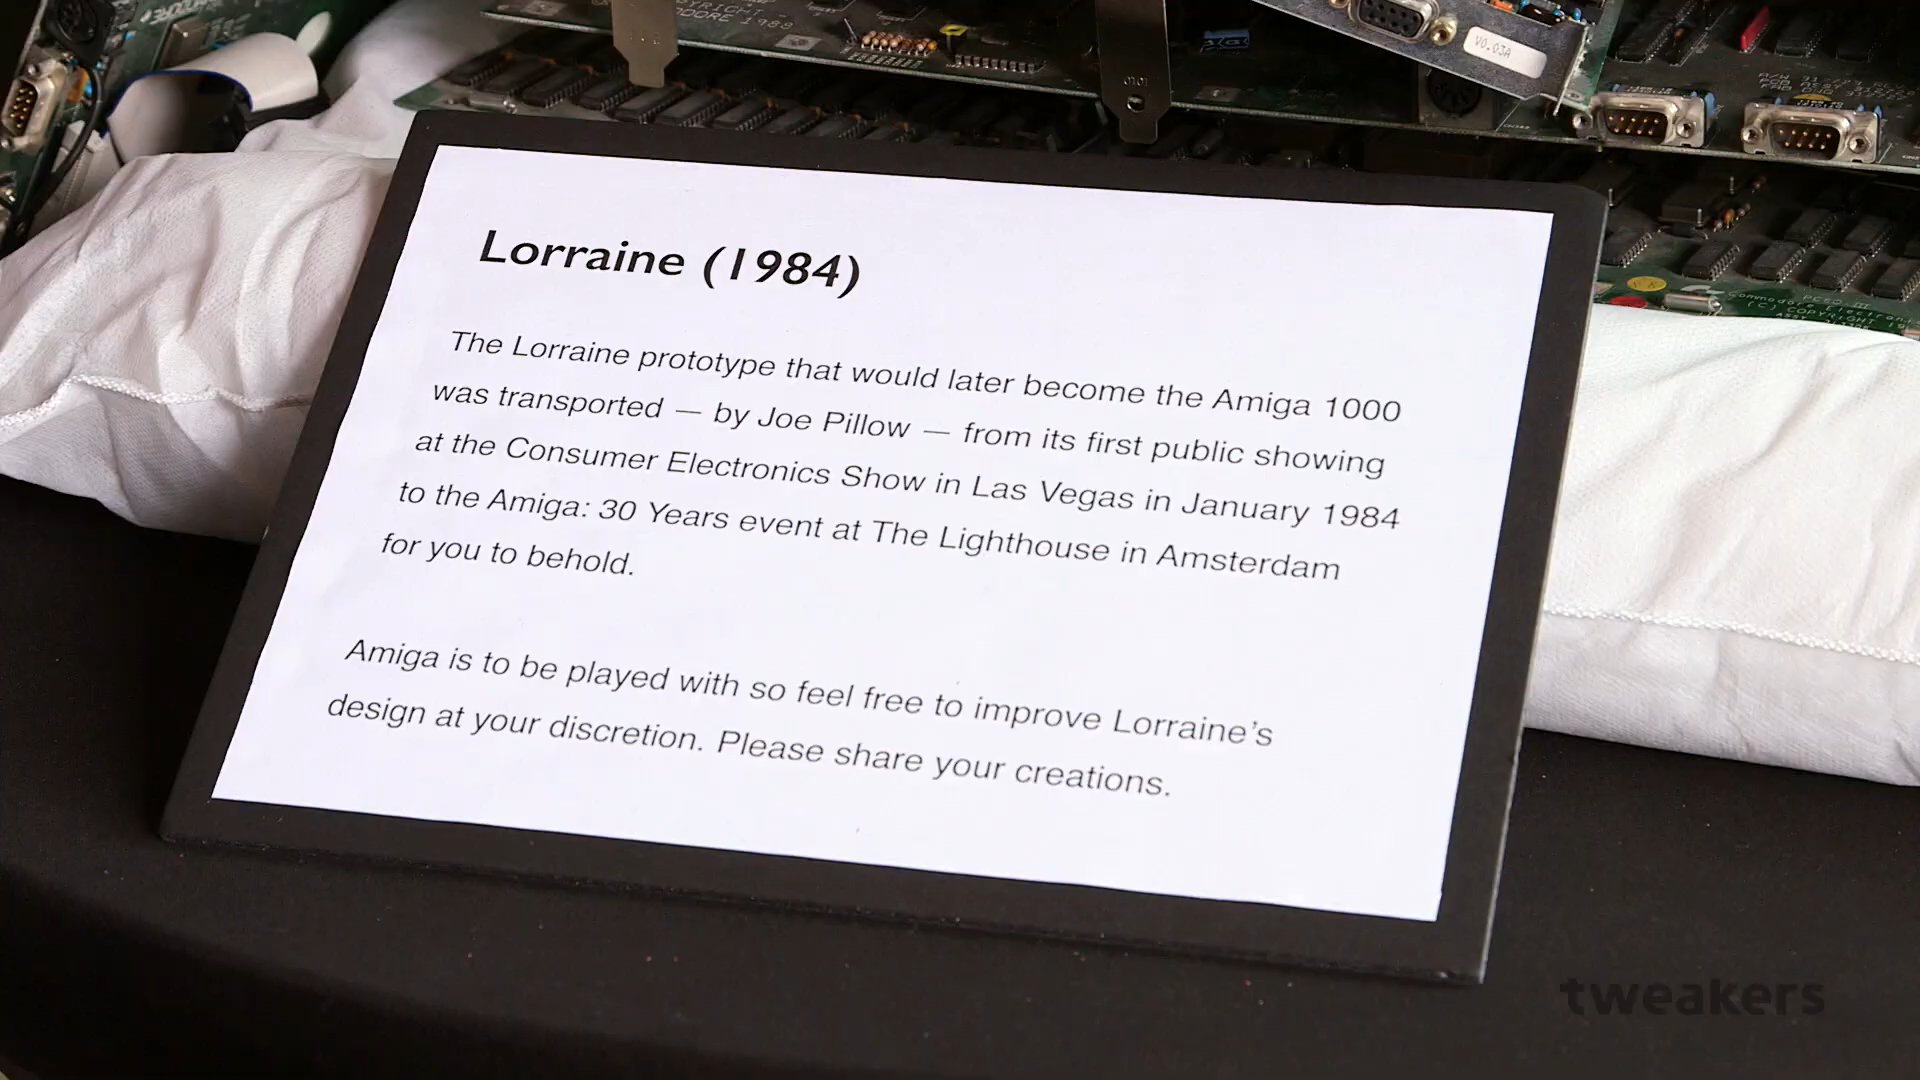 V0.03A
0101
Lorraine (1984)
The Lorraine prototype that would later become the Amiga 1000
was transported — by Joe Pillow — from its first public showing
at the Consumer Electronics Show in Las Vegas in January 1984
to the Amiga: 30 Years event at The Lighthouse in Amsterdam
for you to behold.
Amiga is to be played with so feel free to improve Lorraine's
design at your discretion. Please share your creations.
tweakers